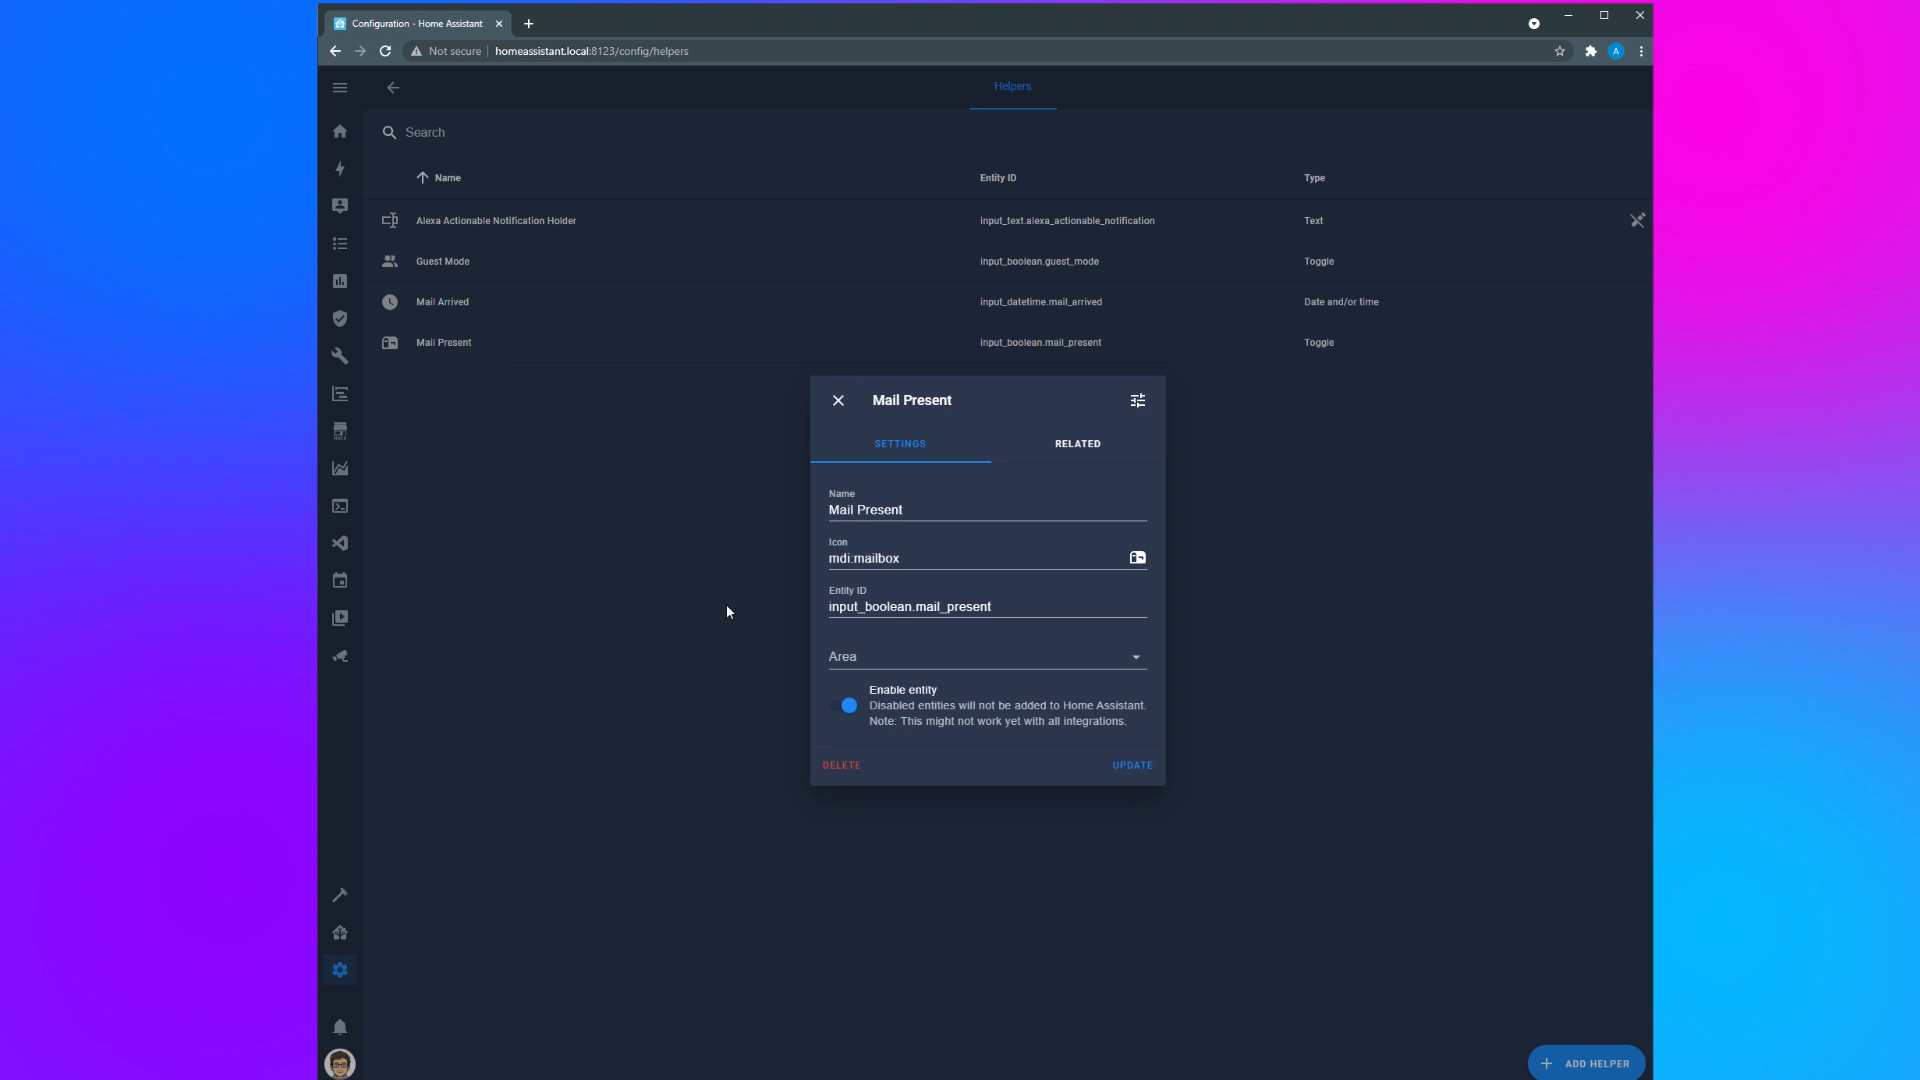 Configuration - Home Assistant
Not secure homeassistant.local:8123/config/helpers
Helpers
Search
Name Entity ID Type
Alexa Actionable Notification Holder input_text.alexa_actionable_notification Text
Guest Mode input_boolean.guest_mode Toggle
Mail Arrived input_datetime.mail_arrived Date and/or time
Mail Present input_boolean.mail_present Toggle
Mail Present
SETTINGS RELATED
Name
Mail Present
Icon
mdi:mailbox
Entity ID
input_boolean.mail_present
Area
Enable entity
Disabled entities will not be added to Home Assistant.
Note: This might not work yet with all integrations.
DELETE UPDATE
ADD HELPER
A